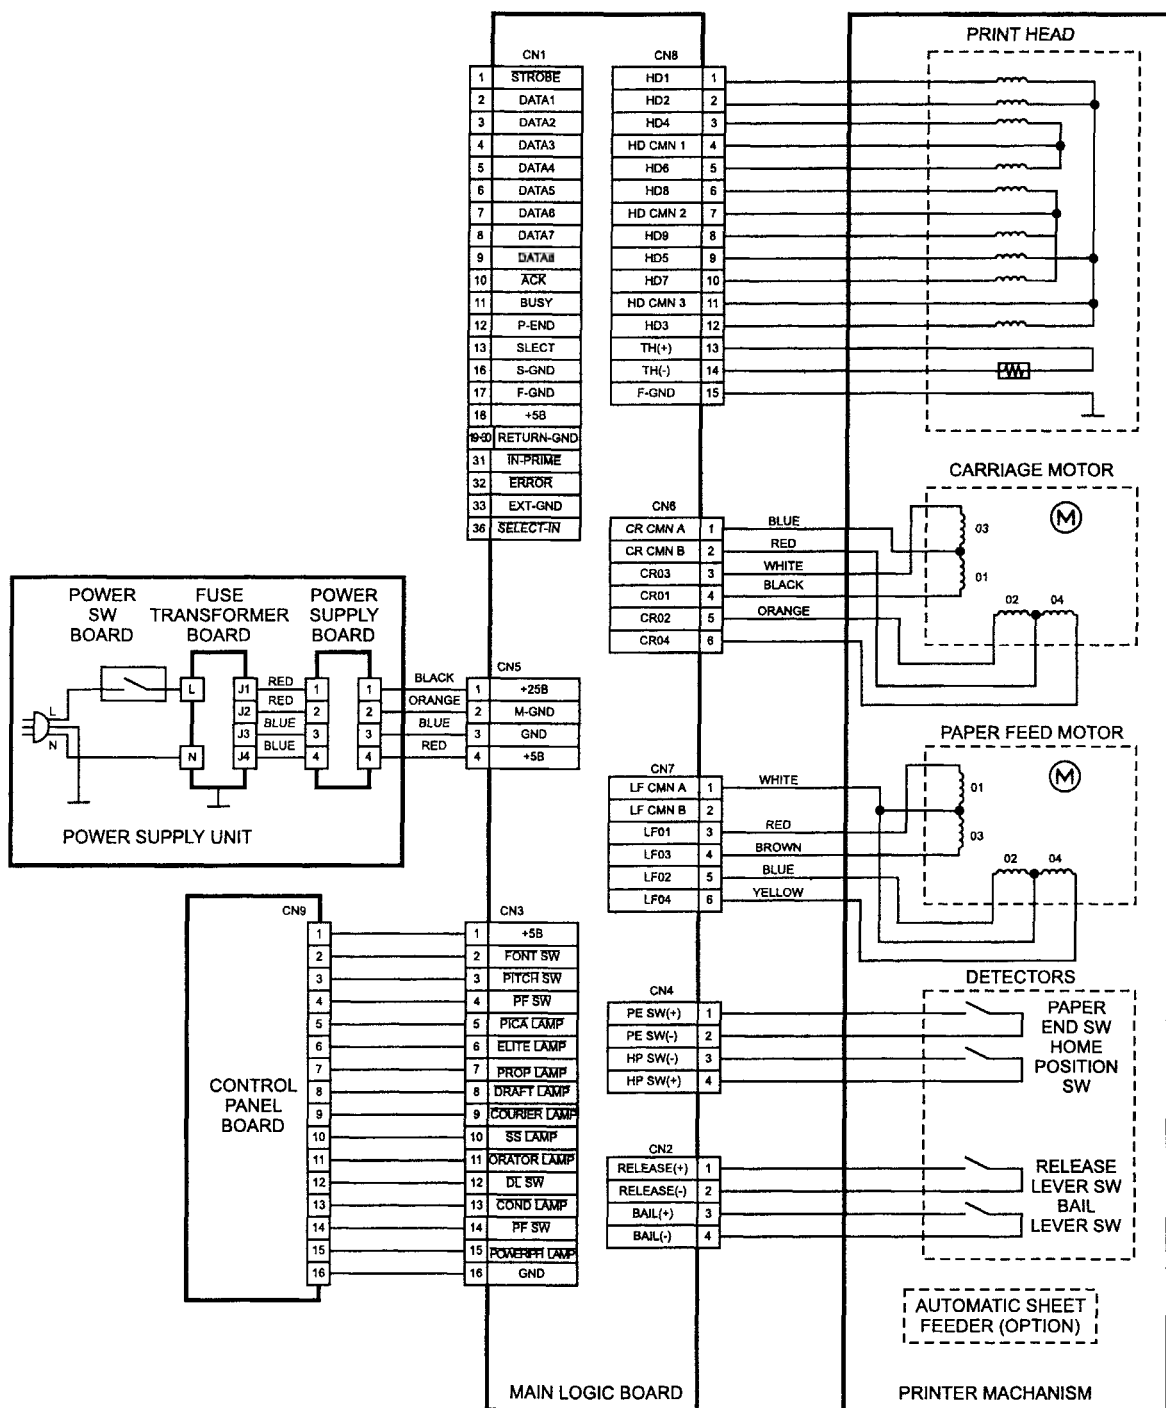 CN1
1 STROBE
2 DATA1
3 DATA2
4 DATA3
5 DATA4
6 DATA5
7 DATA6
8 DATA7
9
10 ACK
11 BUSY
12 P-END
13 SLECT
16 S-GND
17 F-GND
18 +5B
RETURN-GND
31 IN-PRIME
32 ERROR
33 EXT-GND
36 SELECT-IN
CN8
HD1 1
HD2 2
HD4 3
HD CMN 1 4
HD6 5
HD8 6
HD CMN 2 7
HD9 8
HD5 9
HD7 10
HD CMN 3 11
HD3 12
TH(+) 13
TH(-) 14
F-GND 15
PRINT HEAD
CN6
CR CMN A 1 BLUE
CR CMN B 2 RED
CR03 3 WHITE
CR01 4 BLACK
CR02 5 ORANGE
CR04 6
CARRIAGE MOTOR
M
03
01
02 04
POWER
SW
BOARD
FUSE
TRANSFORMER
BOARD
POWER
SUPPLY
BOARD
L
N
L
N
J1 RED 1
J2 RED 2
J3 BLUE 3
J4 BLUE 4
CN5
1 BLACK 1 +25B
2 ORANGE 2 M-GND
3 BLUE 3 GND
4 RED 4 +5B
POWER SUPPLY UNIT
CN7
LF CMN A 1 WHITE
LF CMN B 2
LF01 3 RED
LF03 4 BROWN
LF02 5 BLUE
LF04 6 YELLOW
PAPER FEED MOTOR
M
01
03
02 04
CN9
1
2
3
4
5
6
7
8
9
10
11
12
13
14
15
16
CONTROL
PANEL
BOARD
CN3
1 +5B
2 FONT SW
3 PITCH SW
4 PF SW
5 PICA LAMP
6 ELITE LAMP
7 PROP LAMP
8 DRAFT LAMP
9 COURIER LAMP
10 SS LAMP
11 ORATOR LAMP
12 DL SW
13 COND LAMP
14 PF SW
15 LAMP
16 GND
CN4
PE SW(+) 1
PE SW(-) 2
HP SW(-) 3
HP SW(+) 4
CN2
RELEASE(+) 1
RELEASE(-) 2
BAIL(+) 3
BAIL(-) 4
DETECTORS
PAPER
END SW
HOME
POSITION
SW
RELEASE
LEVER SW
BAIL
LEVER SW
AUTOMATIC SHEET
FEEDER (OPTION)
MAIN LOGIC BOARD
PRINTER MACHANISM